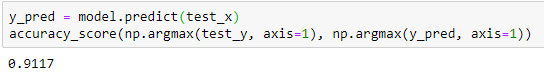 y_pred = model.predict(test_x)
accuracy_score(np.argmax(test_y, axis=1), np.argmax(y_pred, axis=1))
0.9117